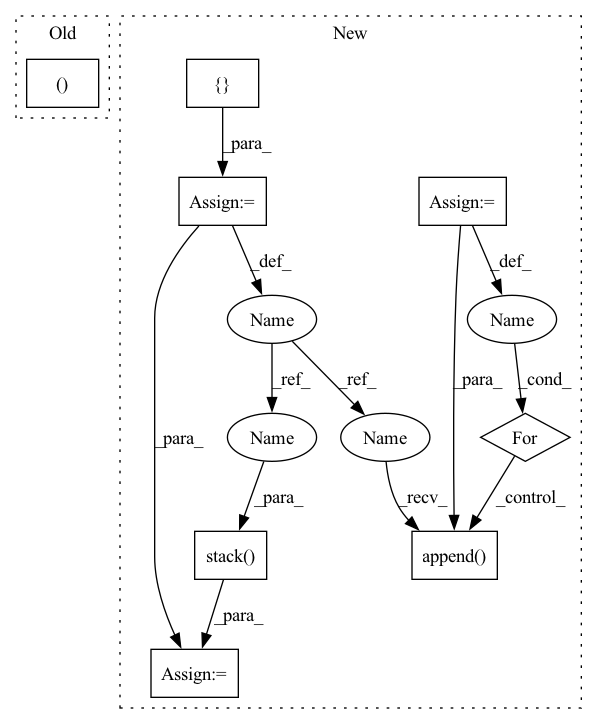 Old
New
()
{}
_para_
Assign:=
Assign:=
_def_
_def_
Name
Name
_para_
_ref_
_ref_
_para_
_cond_
Name
Name
For
_para_
_recv_
_control_
stack()
append()
_para_
Assign:=